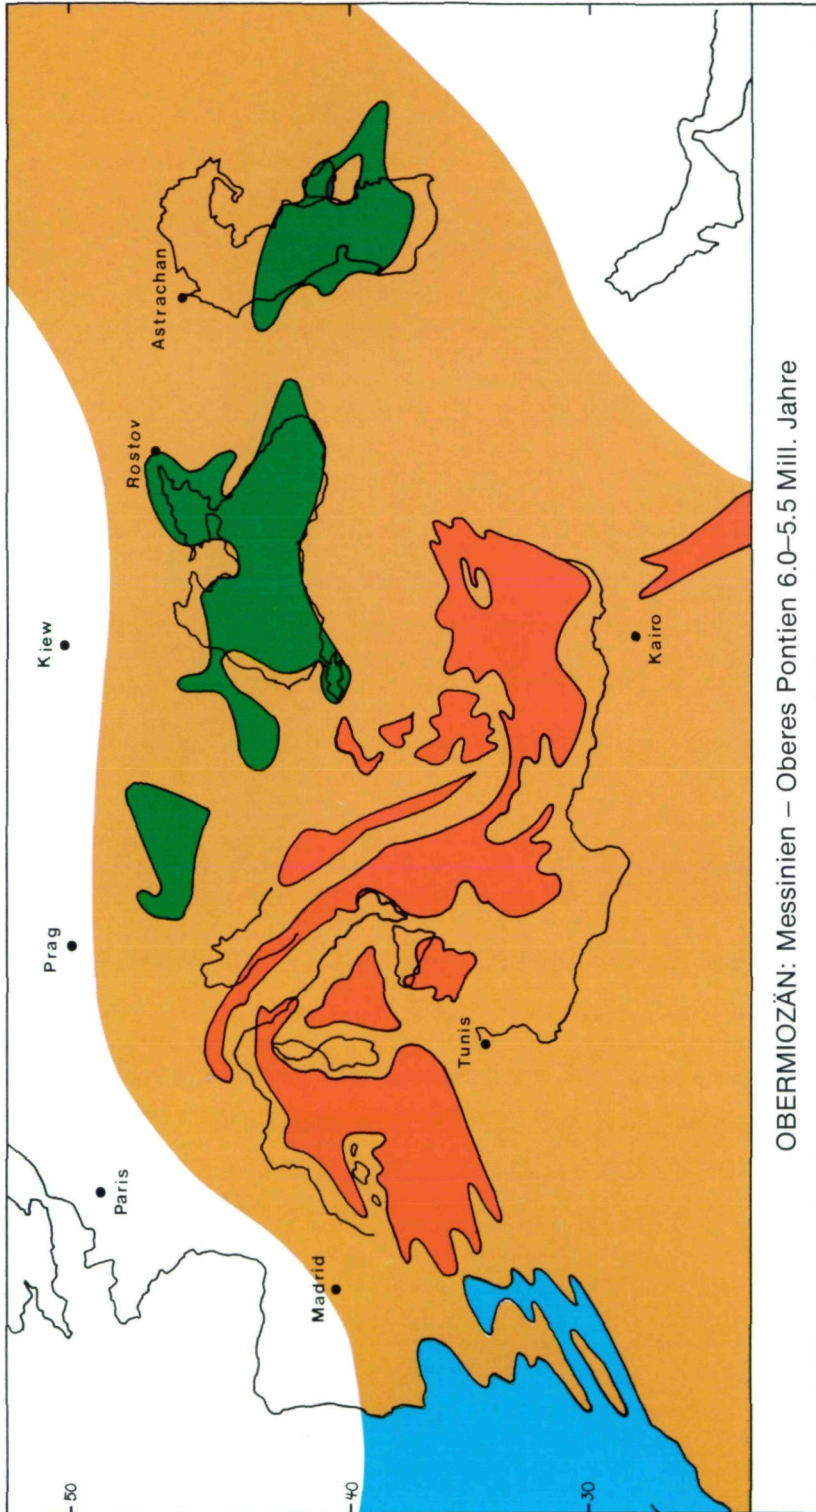 Astrachan
Rostov
Kiew
Kairo
Prag
Tunis
Paris
Madrid
50
40
30
OBERMIOZÄN: Messinien – Oberes Pontien 6.0–5.5 Mill. Jahre